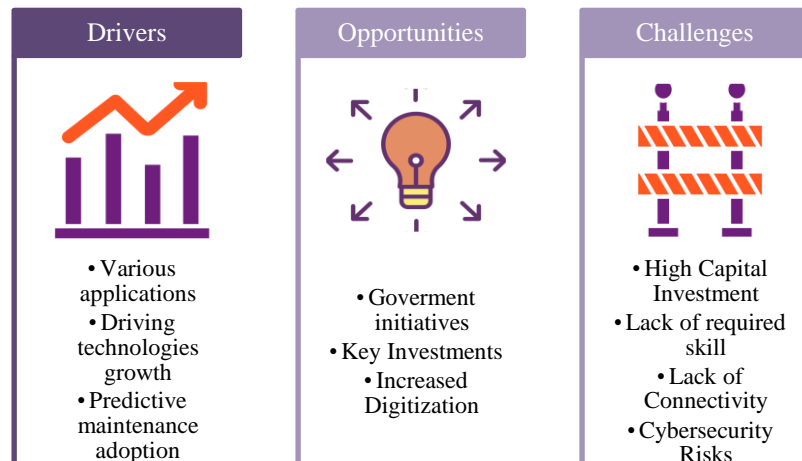 Drivers
• Various
applications
• Driving
technologies
growth
• Predictive
maintenance
adoption
Opportunities
• Goverment
initiatives
• Key Investments
• Increased
Digitization
Challenges
• High Capital
Investment
• Lack of required
skill
• Lack of
Connectivity
• Cybersecurity
Risks